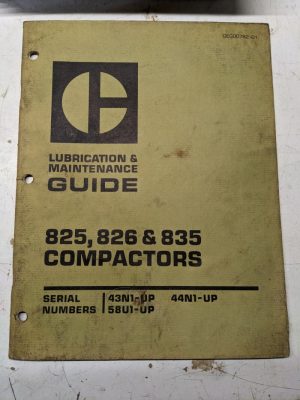 LUBRICATION &
MAINTENANCE
GUIDE
825, 826 & 835
COMPACTORS
SERIAL NUMBERS
43N1-UP 44N1-UP
58U1-UP